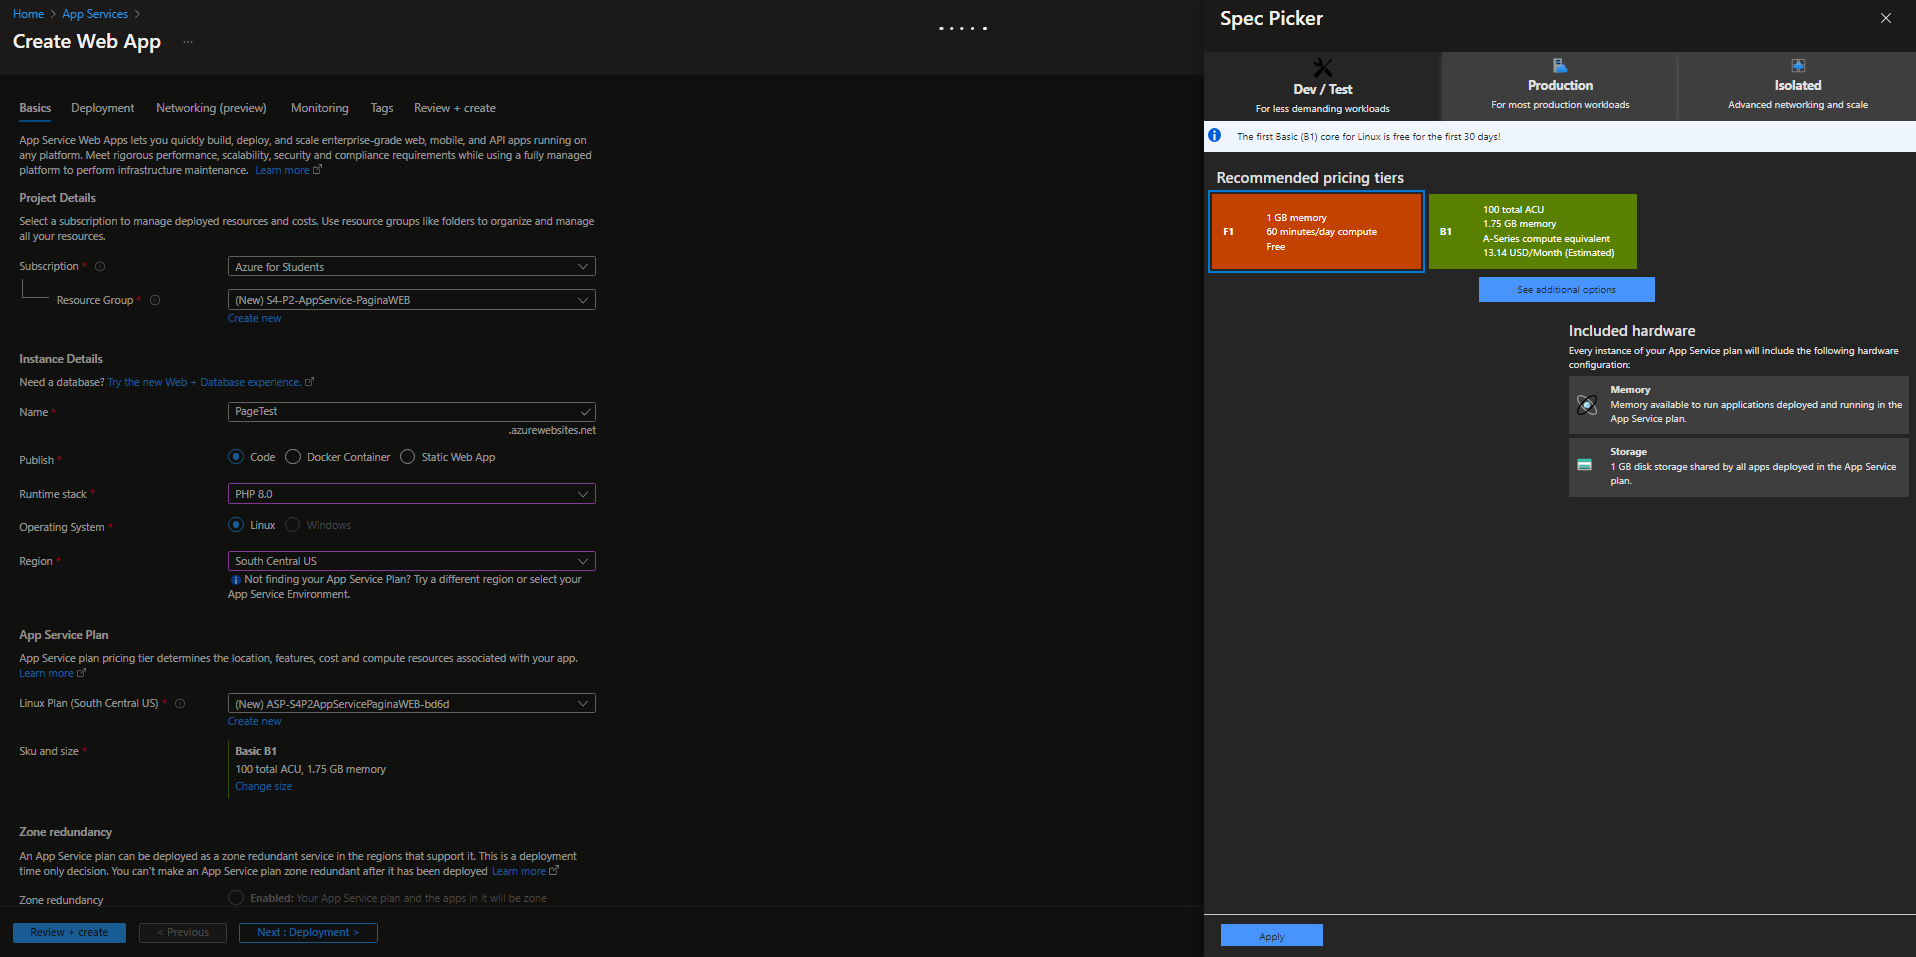 Home > App Services >
Create Web App ...
Basics Deployment Networking (preview) Monitoring Tags Review + create
App Service Web Apps lets you quickly build, deploy, and scale enterprise-grade web, mobile, and API apps running on
any platform. Meet rigorous performance, scalability, security and compliance requirements while using a fully managed
platform to perform infrastructure maintenance. Learn more
Project Details
Select a subscription to manage deployed resources and costs. Use resource groups like folders to organize and manage
all your resources.
Subscription *
Azure for Students
Resource Group *
(New) S4-P2-AppService-PaginaWEB
Create new
Instance Details
Need a database? Try the new Web + Database experience.
Name *
PageTest
.azurewebsites.net
Publish *
Code Docker Container Static Web App
Runtime stack *
PHP 8.0
Operating System *
Linux Windows
Region *
South Central US
Not finding your App Service Plan? Try a different region or select your
App Service Environment.
App Service Plan
App Service plan pricing tier determines the location, features, cost and compute resources associated with your app.
Learn more
Linux Plan (South Central US) *
(New) ASP-S4P2AppServicePaginaWEB-bd6d
Create new
Sku and size *
Basic B1
100 total ACU, 1.75 GB memory
Change size
Zone redundancy
An App Service plan can be deployed as a zone redundant service in the regions that support it. This is a deployment
time only decision. You can't make an App Service plan zone redundant after it has been deployed Learn more
Zone redundancy
Enabled: Your App Service plan and the apps in it will be zone
Review + create
< Previous
Next : Deployment >
Spec Picker
Dev / Test
For less demanding workloads
Production
For most production workloads
Isolated
Advanced networking and scale
The first Basic (B1) core for Linux is free for the first 30 days!
Recommended pricing tiers
F1
1 GB memory
60 minutes/day compute
Free
B1
100 total ACU
1.75 GB memory
A-Series compute equivalent
13.14 USD/Month (Estimated)
See additional options
Included hardware
Every instance of your App Service plan will include the following hardware
configuration:
Memory
Memory available to run applications deployed and running in the
App Service plan.
Storage
1 GB disk storage shared by all apps deployed in the App Service
plan.
Apply